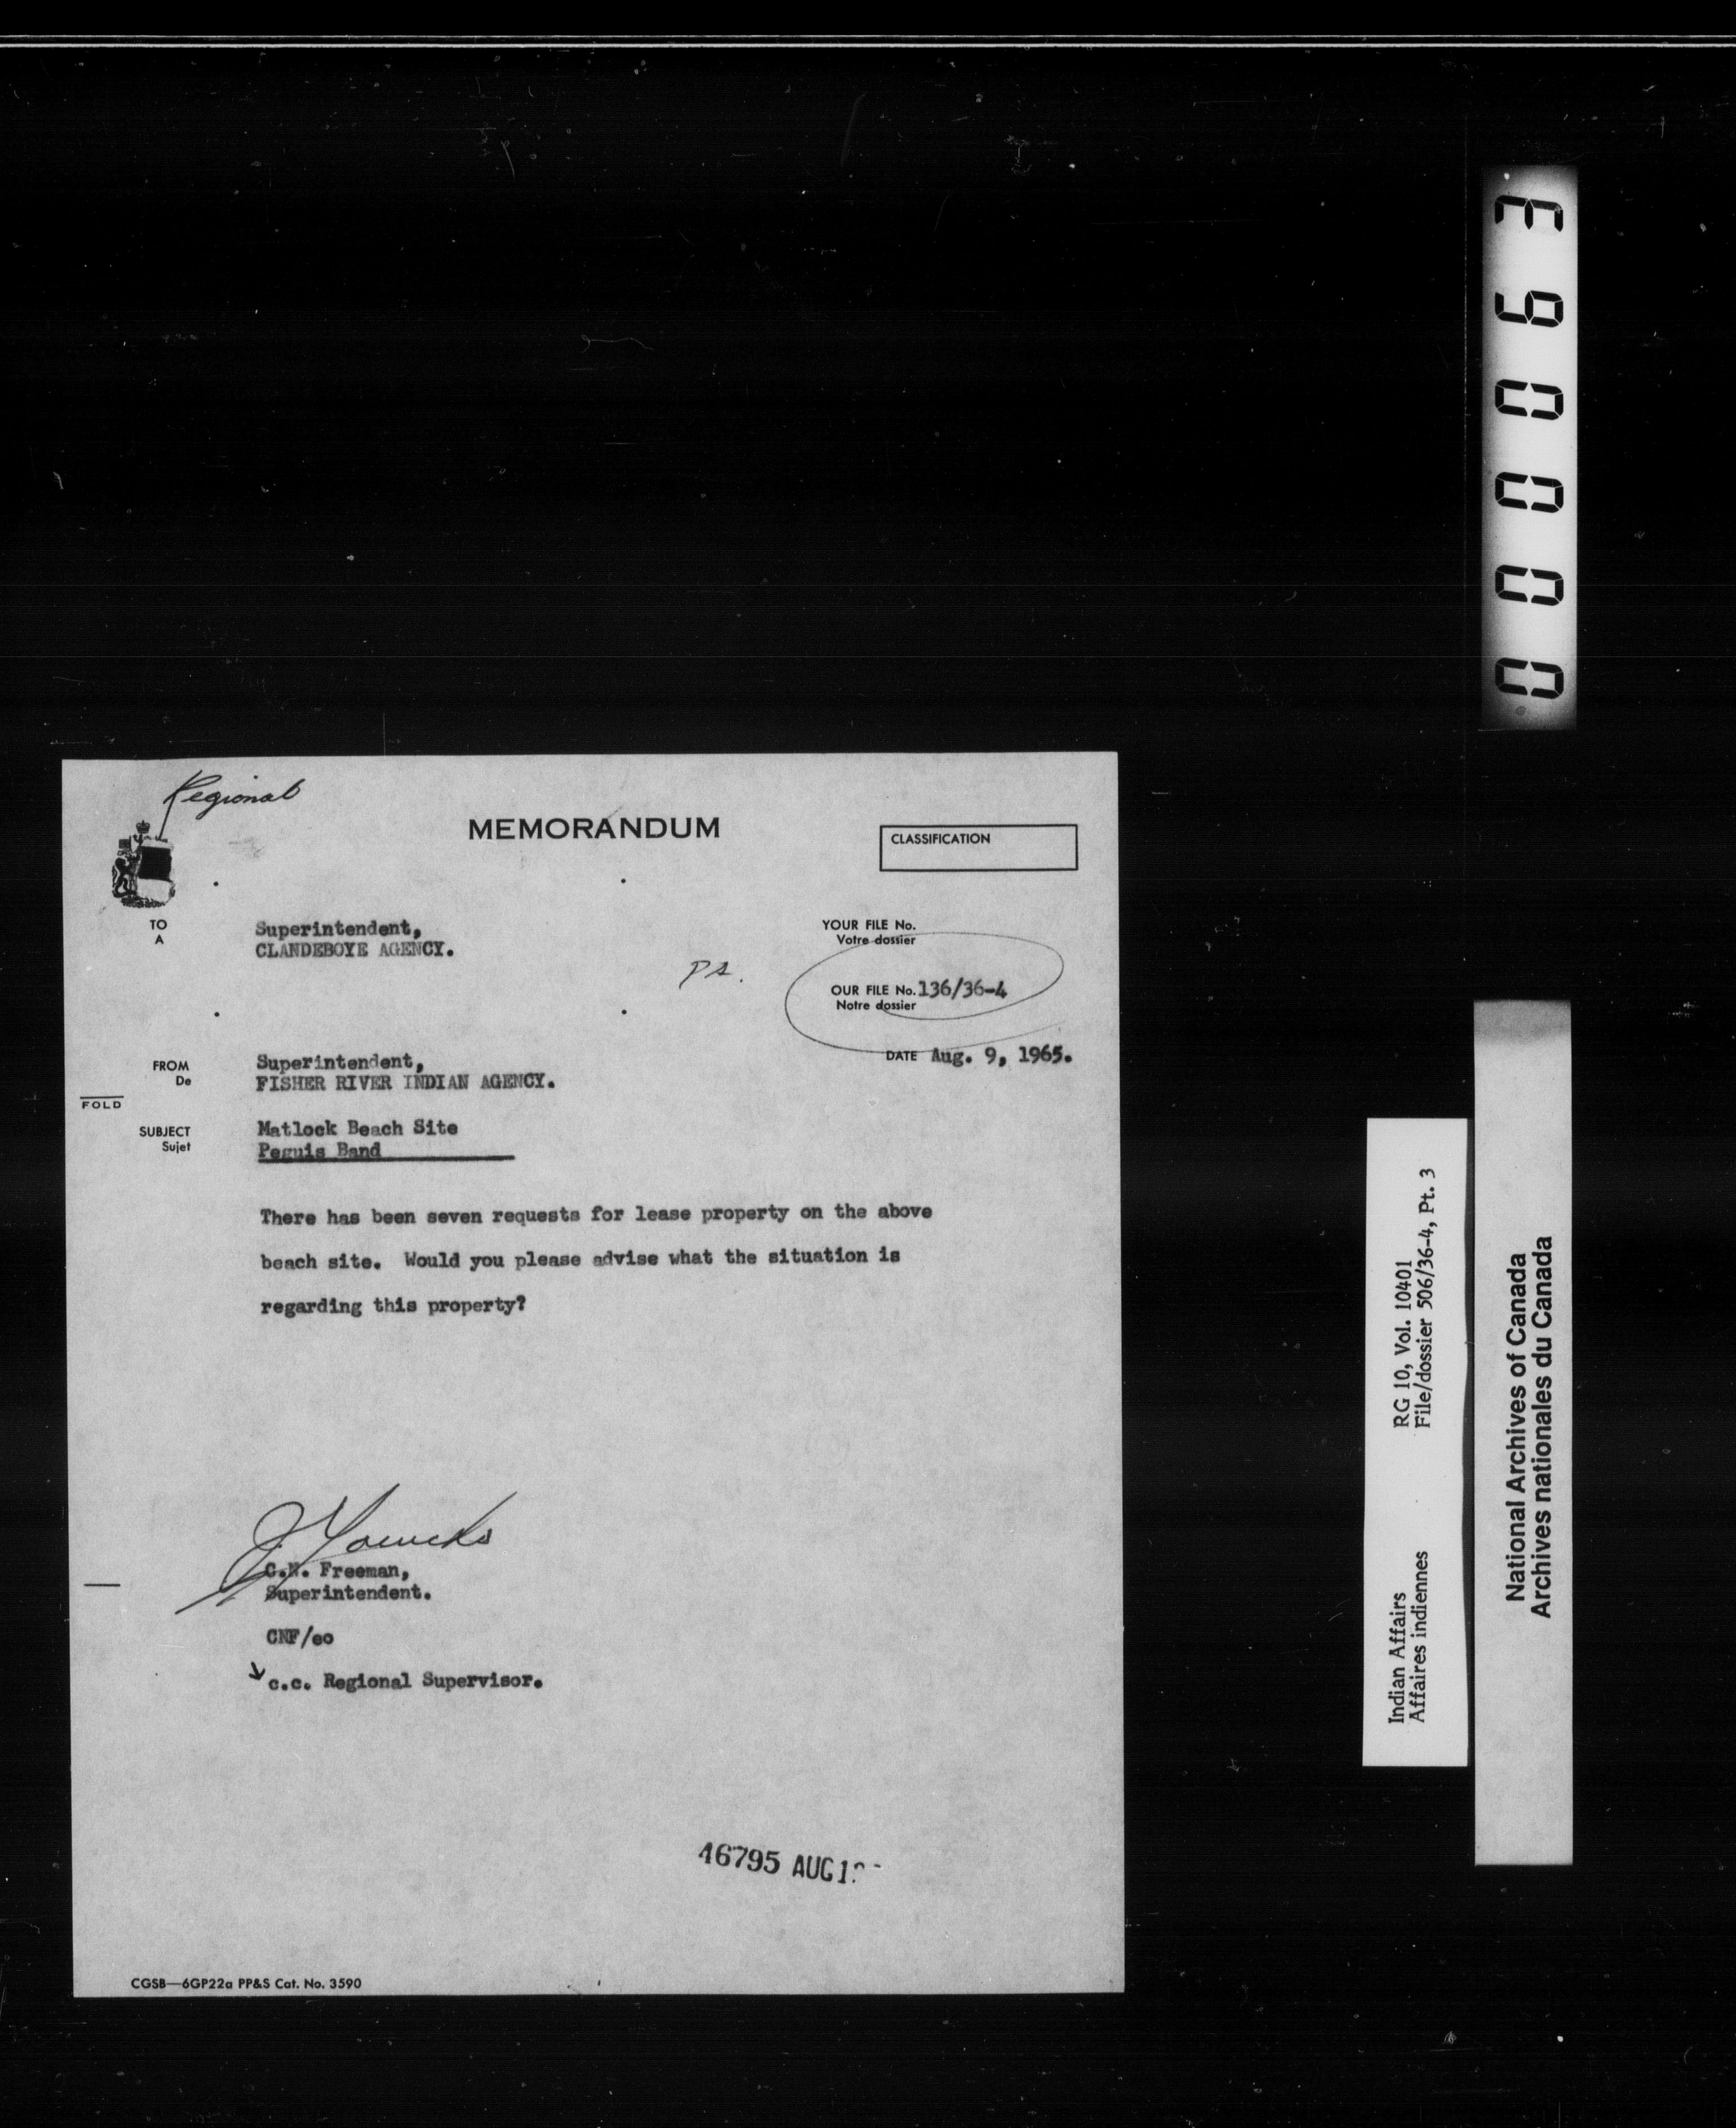 Regional
MEMORANDUM
CLASSIFICATION
TO
A
Superintendent,
CLANDEBOYE AGENCY.
YOUR FILE No.
Votre dossier
OUR FILE No. 136/36-4
Notre dossier
DATE Aug. 9, 1965.
FROM
De
Superintendent,
FISHER RIVER INDIAN AGENCY.
FOLD
SUBJECT
Sujet
Matlock Beach Site
Peguis Band
There has been seven requests for lease property on the above
beach site. Would you please advise what the situation is
regarding this property?
C.N. Freeman,
Superintendent.
CNF/eo
c.c. Regional Supervisor.
46795 AUG
CGSB—6GP22a PP&S Cat. No. 3590
000063
Indian Affairs
Affaires indiennes
RG 10, Vol. 10401
File/dossier 506/36-4, Pt. 3
National Archives of Canada
Archives nationales du Canada